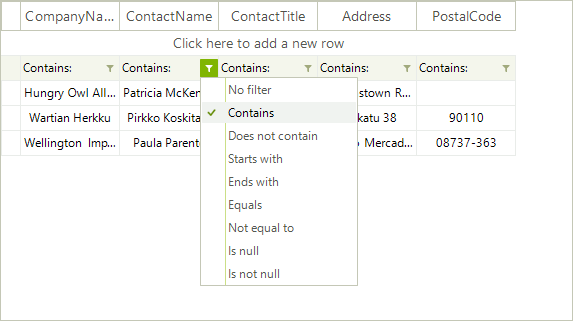 CompanyNa... ContactName ContactTitle Address PostalCode
Click here to add a new row
Contains: Contains: Contains: Contains: Contains:
Hungry Owl All... Patricia McKen stown R...
Wartian Herkku Pirkko Koskita katu 38 90110
Wellington Imp... Paula Parent Mercad... 08737-363
No filter
Contains
Does not contain
Starts with
Ends with
Equals
Not equal to
Is null
Is not null